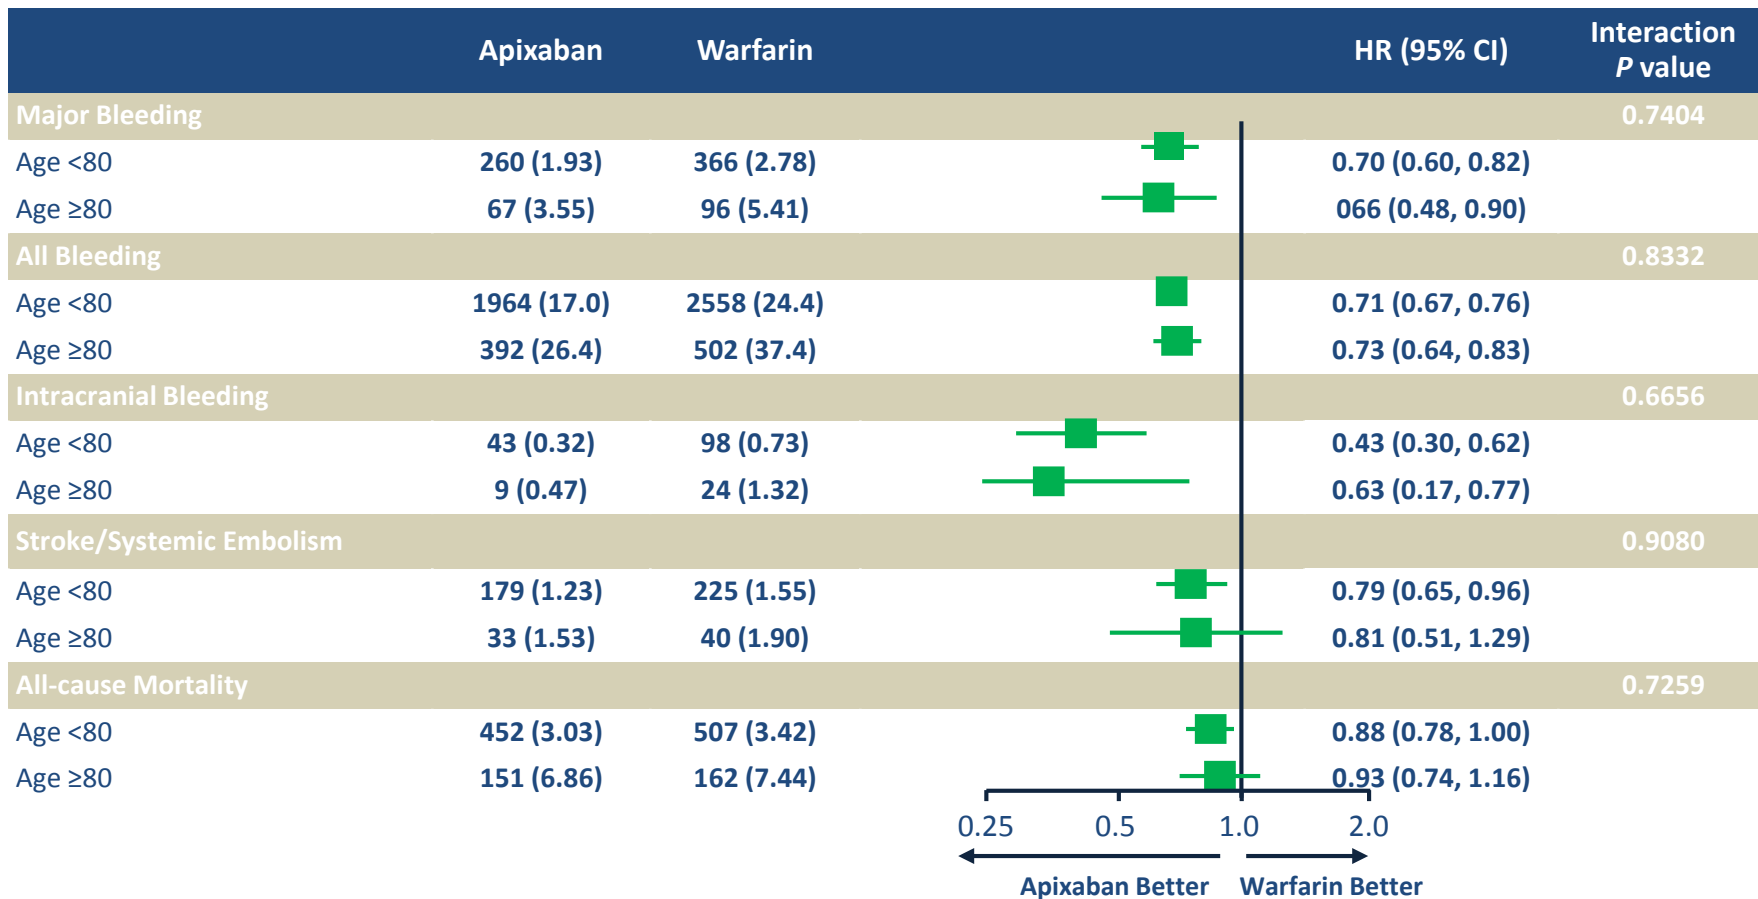 Apixaban Warfarin HR (95% CI) Interaction
P value
Major Bleeding 0.7404
Age <80 260 (1.93) 366 (2.78) 0.70 (0.60, 0.82)
Age ≥80 67 (3.55) 96 (5.41) 066 (0.48, 0.90)
All Bleeding 0.8332
Age <80 1964 (17.0) 2558 (24.4) 0.71 (0.67, 0.76)
Age ≥80 392 (26.4) 502 (37.4) 0.73 (0.64, 0.83)
Intracranial Bleeding 0.6656
Age <80 43 (0.32) 98 (0.73) 0.43 (0.30, 0.62)
Age ≥80 9 (0.47) 24 (1.32) 0.63 (0.17, 0.77)
Stroke/Systemic Embolism 0.9080
Age <80 179 (1.23) 225 (1.55) 0.79 (0.65, 0.96)
Age ≥80 33 (1.53) 40 (1.90) 0.81 (0.51, 1.29)
All-cause Mortality 0.7259
Age <80 452 (3.03) 507 (3.42) 0.88 (0.78, 1.00)
Age ≥80 151 (6.86) 162 (7.44) 0.93 (0.74, 1.16)
0.25 0.5 1.0 2.0
Apixaban Better Warfarin Better